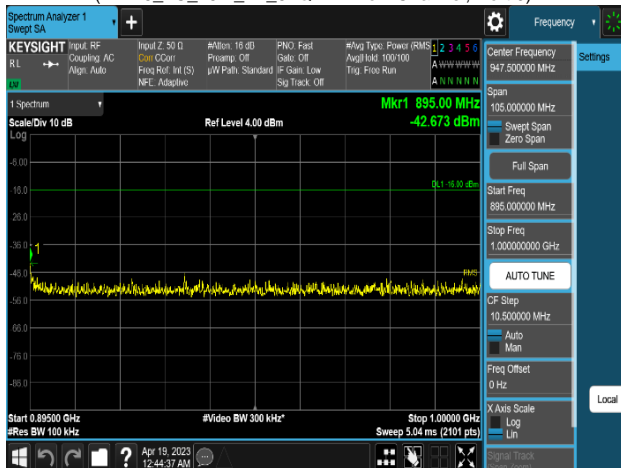 Spectrum Analyzer 1
Swept SA
Frequency
KEYSIGHT
Input: RF
Coupling: AC
Align: Auto
Input Z: 50 Ω
Corr CCorr
Freq Ref: Int (S)
NFE: Adaptive
#Atten: 16 dB
Preamp: Off
µW Path: Standard
PNO: Fast
Gate: Off
IF Gain: Low
Sig Track: Off
#Avg Type: Power (RMS
Avg|Hold: 100/100
Trig: Free Run
1 2 3 4 5 6
A W W W W W
A N N N N N
RL
1 Spectrum
Scale/Div 10 dB
Log
Ref Level 4.00 dBm
Mkr1 895.00 MHz
-42.673 dBm
-6.00
-16.0
-26.0
-36.0
-46.0
-56.0
-66.0
-76.0
-86.0
DL1 -16.00 dBm
1
RMS
Start 0.89500 GHz
#Res BW 100 kHz
#Video BW 300 kHz*
Stop 1.00000 GHz
Sweep 5.04 ms (2101 pts)
Center Frequency
947.500000 MHz
Settings
Span
105.000000 MHz
Swept Span
Zero Span
Full Span
Start Freq
895.000000 MHz
Stop Freq
1.000000000 GHz
AUTO TUNE
CF Step
10.500000 MHz
Auto
Man
Freq Offset
0 Hz
X Axis Scale
Log
Lin
Local
Signal Track
Apr 19, 2023
12:44:37 AM